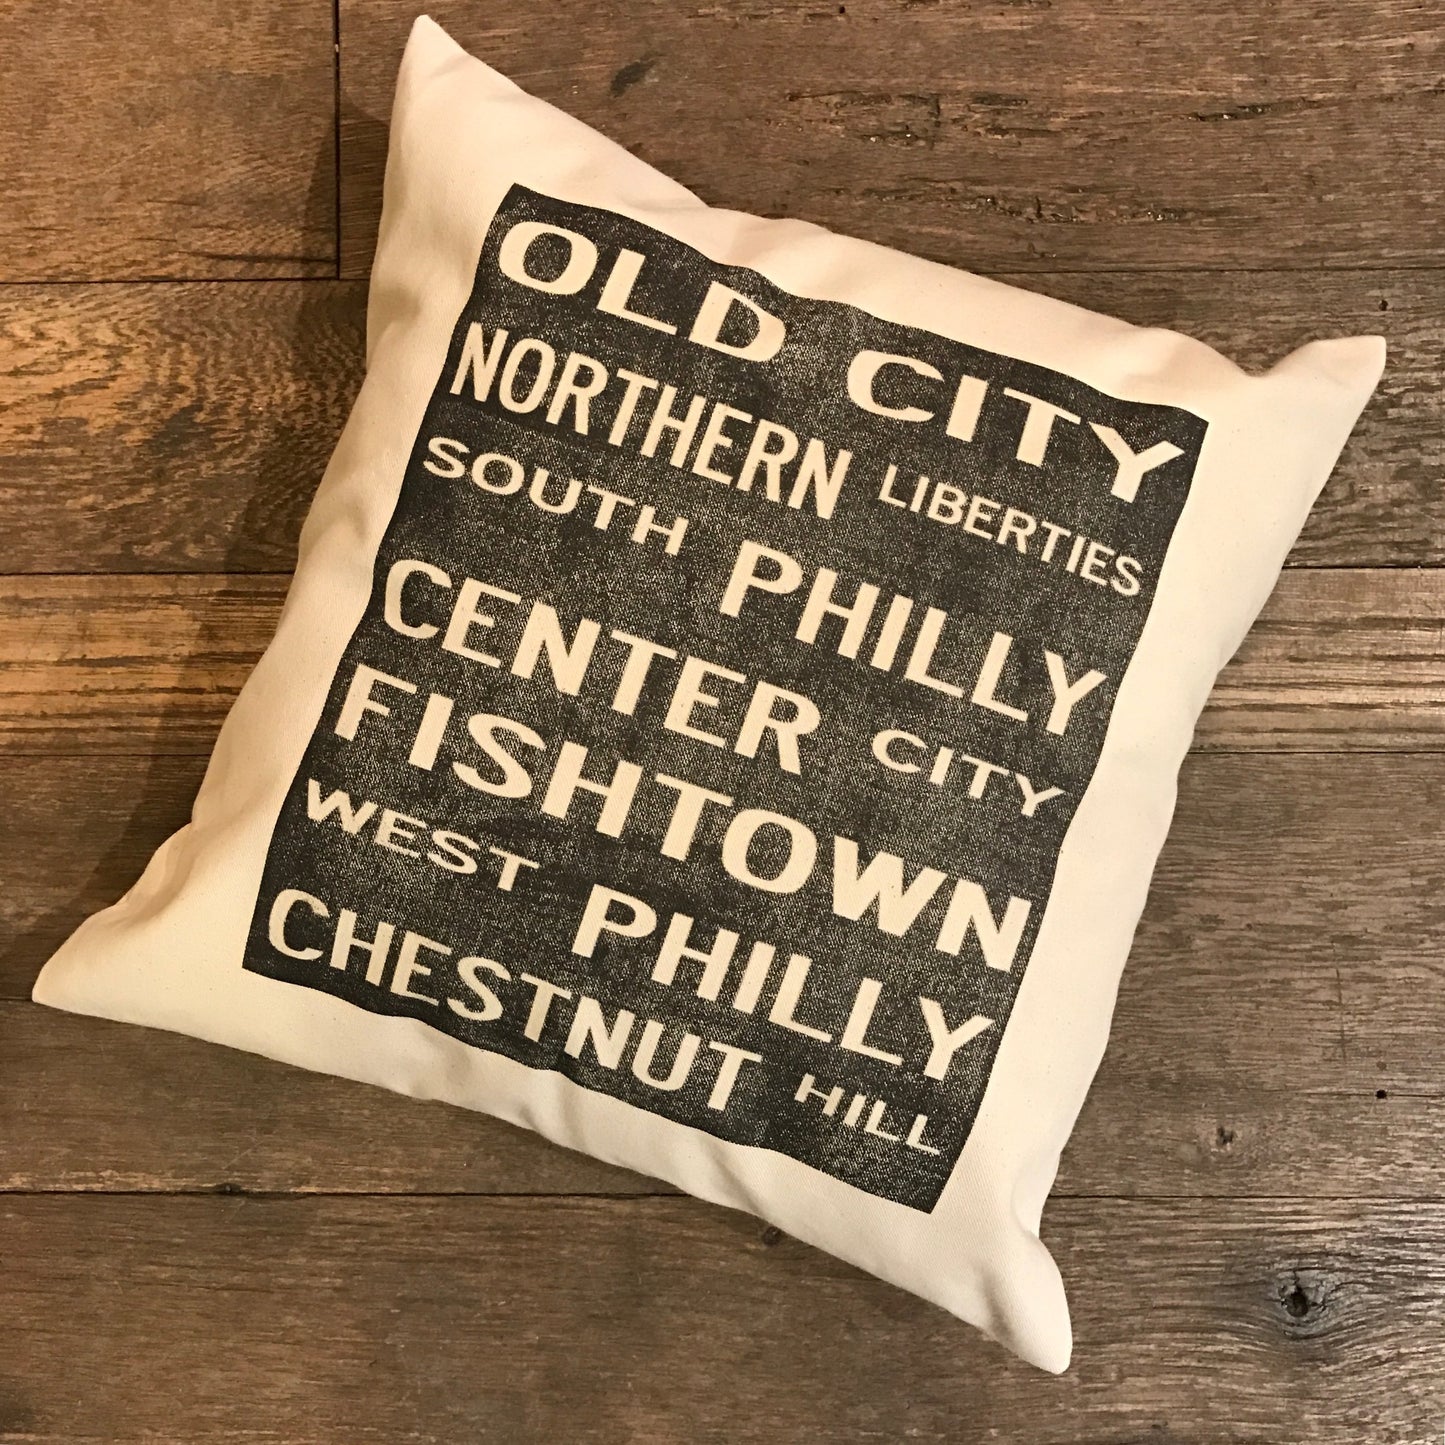 OLD CITY
NORTHERN LIBERTIES
SOUTH PHILLY
CENTER CITY
FISHTOWN
WEST PHILLY
CHESTNUT HILL